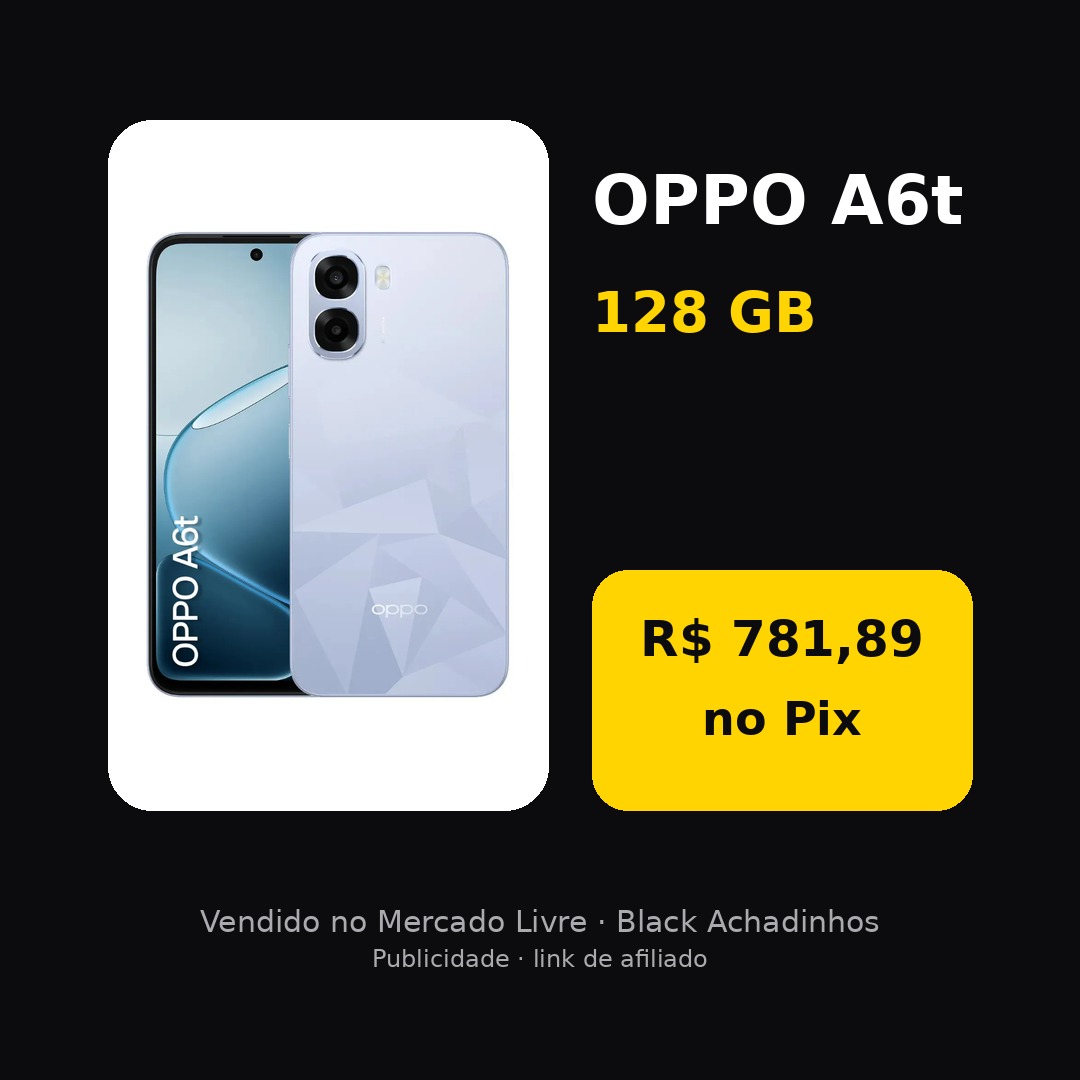 OPPO A6t
128 GB
OPPO A6t
oppo
R$ 781,89
no Pix
Vendido no Mercado Livre · Black Achadinhos
Publicidade · link de afiliado